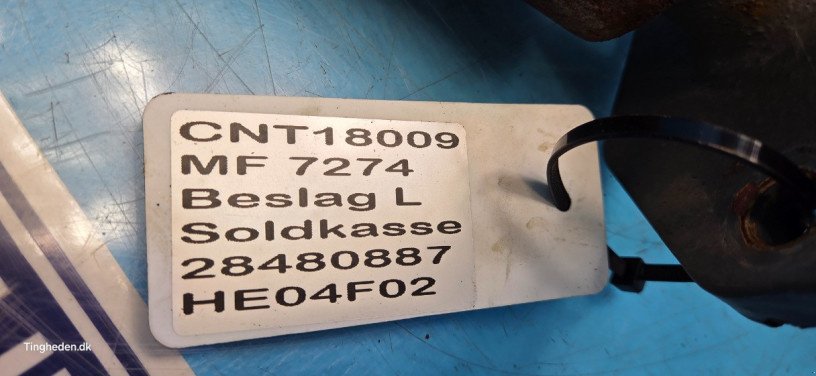 CNT18009
MF 7274
Beslag L
Soldkasse
28480887
HE04F02
Tingheden.dk